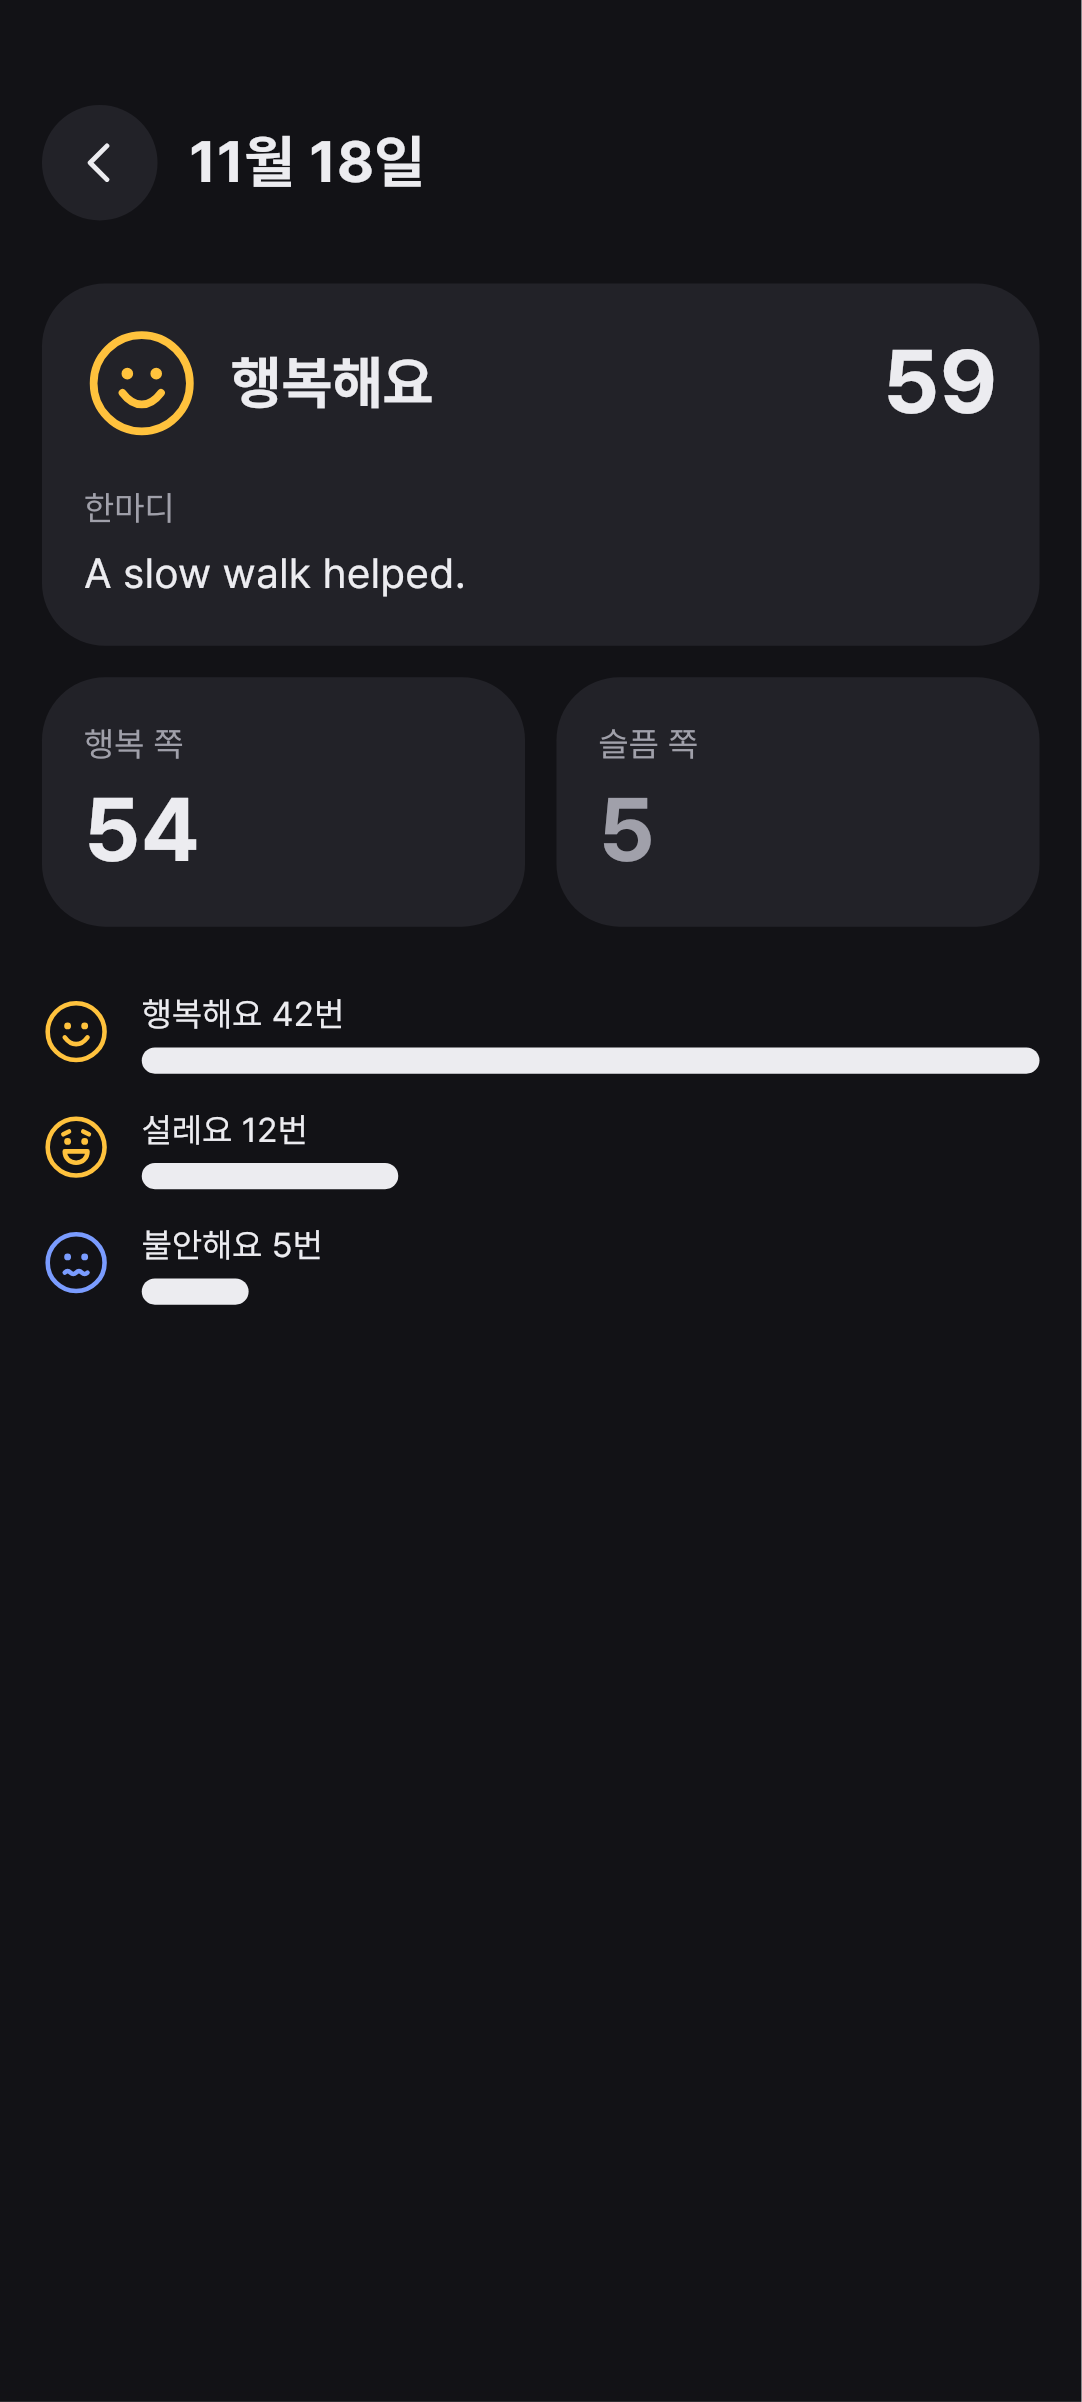 11월 18일
행복해요
59
한마디
A slow walk helped.
행복 쪽
54
슬픔 쪽
5
행복해요 42번
설레요 12번
불안해요 5번